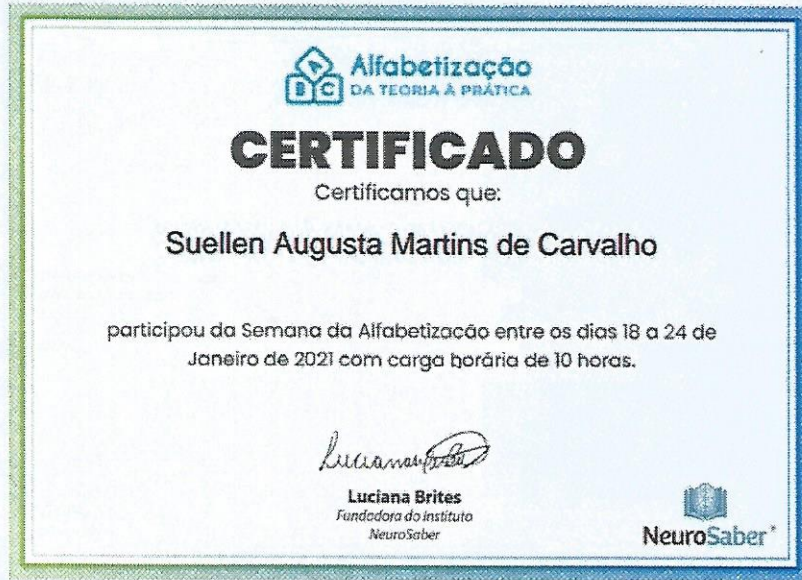 Alfabetização
DA TEORIA À PRÁTICA
A
B C
CERTIFICADO
Certificamos que:
Suellen Augusta Martins de Carvalho
participou da Semana da Alfabetização entre os dias 18 a 24 de
Janeiro de 2021 com carga horária de 10 horas.
Luciana Brites
Fundadora do Instituto
NeuroSaber
NeuroSaber